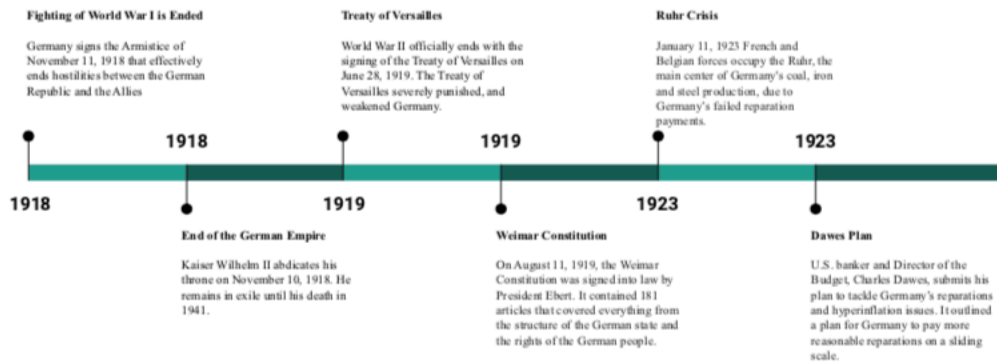 Fighting of World War I is Ended
Germany signs the Armistice of
November 11, 1918 that effectively
ends hostilities between the German
Republic and the Allies
Treaty of Versailles
World War II officially ends with the
signing of the Treaty of Versailles on
June 28, 1919. The Treaty of
Versailles severely punished, and
weakened Germany.
Ruhr Crisis
January 11, 1923 French and
Belgian forces occupy the Ruhr, the
main center of Germany's coal, iron
and steel production, due to
Germany's failed reparation
payments.
1918
1919
1923
1918
1919
1923
End of the German Empire
Kaiser Wilhelm II abdicates his
throne on November 10, 1918. He
remains in exile until his death in
1941.
Weimar Constitution
On August 11, 1919, the Weimar
Constitution was signed into law by
President Ebert. It contained 181
articles that covered everything from
the structure of the German state and
the rights of the German people.
Dawes Plan
U.S. banker and Director of the
Budget, Charles Dawes, submits his
plan to tackle Germany's reparations
and hyperinflation issues. It outlined
a plan for Germany to pay more
reasonable reparations on a sliding
scale.